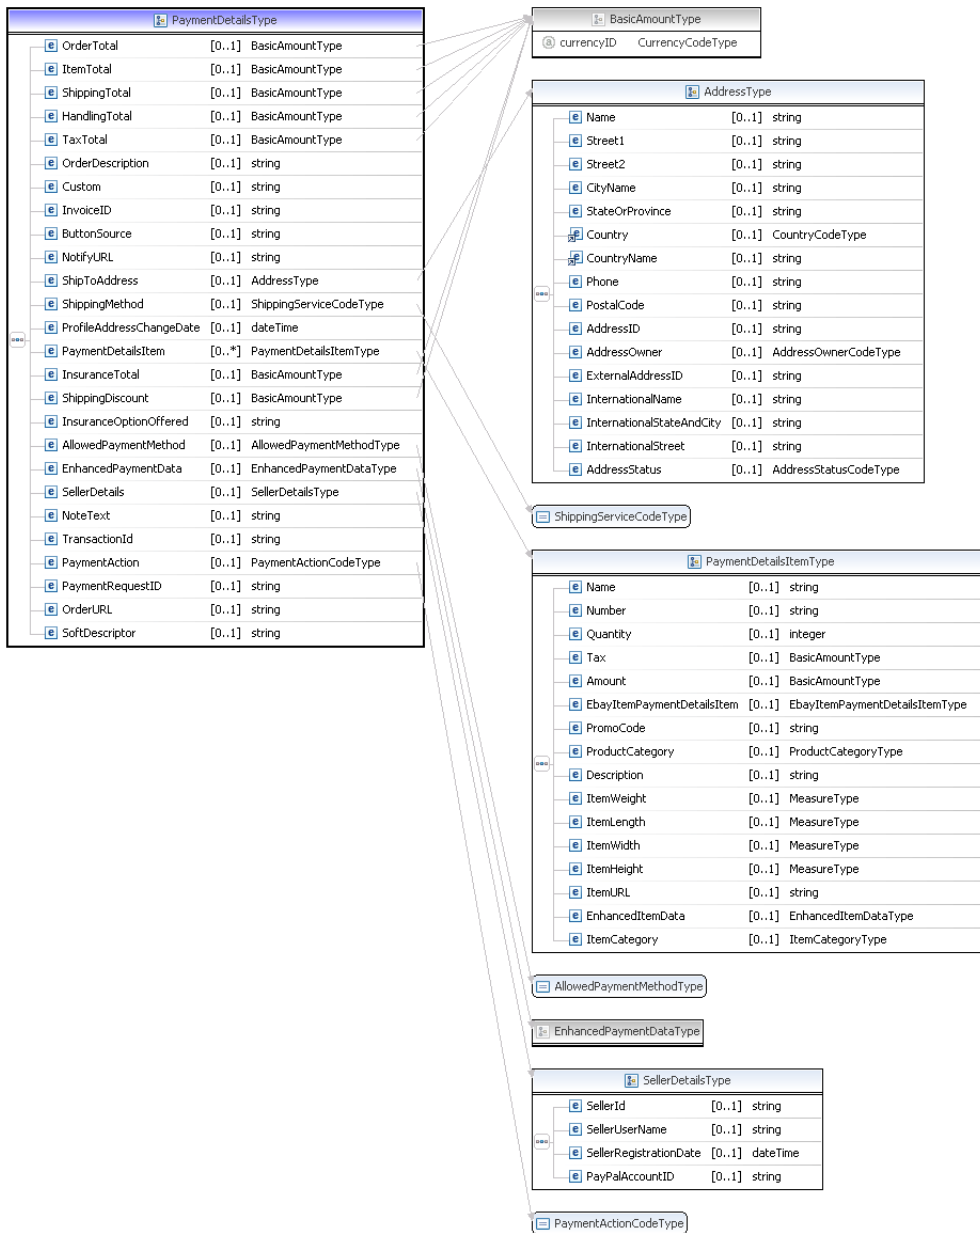 PaymentDetailsType
OrderTotal [0..1] BasicAmountType
ItemTotal [0..1] BasicAmountType
ShippingTotal [0..1] BasicAmountType
HandlingTotal [0..1] BasicAmountType
TaxTotal [0..1] BasicAmountType
OrderDescription [0..1] string
Custom [0..1] string
InvoiceID [0..1] string
ButtonSource [0..1] string
NotifyURL [0..1] string
ShipToAddress [0..1] AddressType
ShippingMethod [0..1] ShippingServiceCodeType
ProfileAddressChangeDate [0..1] dateTime
PaymentDetailsItem [0..*] PaymentDetailsItemType
InsuranceTotal [0..1] BasicAmountType
ShippingDiscount [0..1] BasicAmountType
InsuranceOptionOffered [0..1] string
AllowedPaymentMethod [0..1] AllowedPaymentMethodType
EnhancedPaymentData [0..1] EnhancedPaymentDataType
SellerDetails [0..1] SellerDetailsType
NoteText [0..1] string
TransactionId [0..1] string
PaymentAction [0..1] PaymentActionCodeType
PaymentRequestID [0..1] string
OrderURL [0..1] string
SoftDescriptor [0..1] string
BasicAmountType
currencyID CurrencyCodeType
AddressType
Name [0..1] string
Street1 [0..1] string
Street2 [0..1] string
CityName [0..1] string
StateOrProvince [0..1] string
Country [0..1] CountryCodeType
CountryName [0..1] string
Phone [0..1] string
PostalCode [0..1] string
AddressID [0..1] string
AddressOwner [0..1] AddressOwnerCodeType
ExternalAddressID [0..1] string
InternationalName [0..1] string
InternationalStateAndCity [0..1] string
InternationalStreet [0..1] string
AddressStatus [0..1] AddressStatusCodeType
ShippingServiceCodeType
PaymentDetailsItemType
Name [0..1] string
Number [0..1] string
Quantity [0..1] integer
Tax [0..1] BasicAmountType
Amount [0..1] BasicAmountType
EbayItemPaymentDetailsItem [0..1] EbayItemPaymentDetailsItemType
PromoCode [0..1] string
ProductCategory [0..1] ProductCategoryType
Description [0..1] string
ItemWeight [0..1] MeasureType
ItemLength [0..1] MeasureType
ItemWidth [0..1] MeasureType
ItemHeight [0..1] MeasureType
ItemURL [0..1] string
EnhancedItemData [0..1] EnhancedItemDataType
ItemCategory [0..1] ItemCategoryType
AllowedPaymentMethodType
EnhancedPaymentDataType
SellerDetailsType
SellerId [0..1] string
SellerUserName [0..1] string
SellerRegistrationDate [0..1] dateTime
PayPalAccountID [0..1] string
PaymentActionCodeType